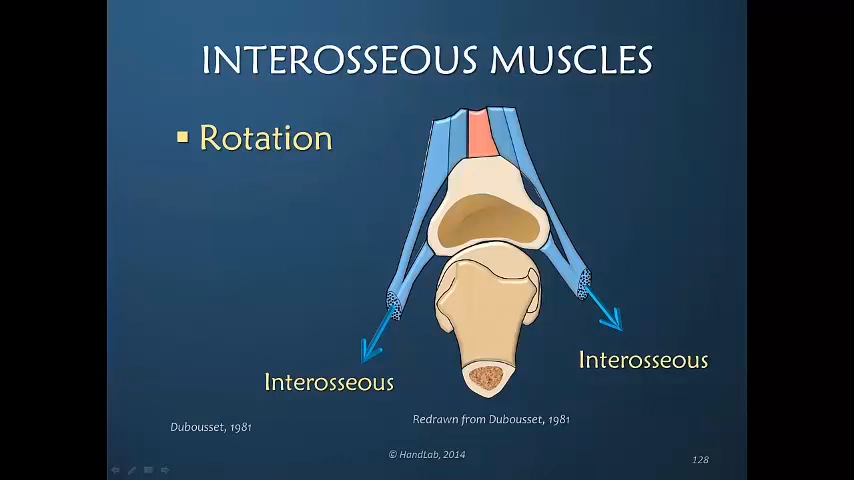 INTEROSSEOUS MUSCLES
▪ Rotation
Interosseous
Interosseous
Dubousset, 1981
Redrawn from Dubousset, 1981
© HandLab, 2014
128